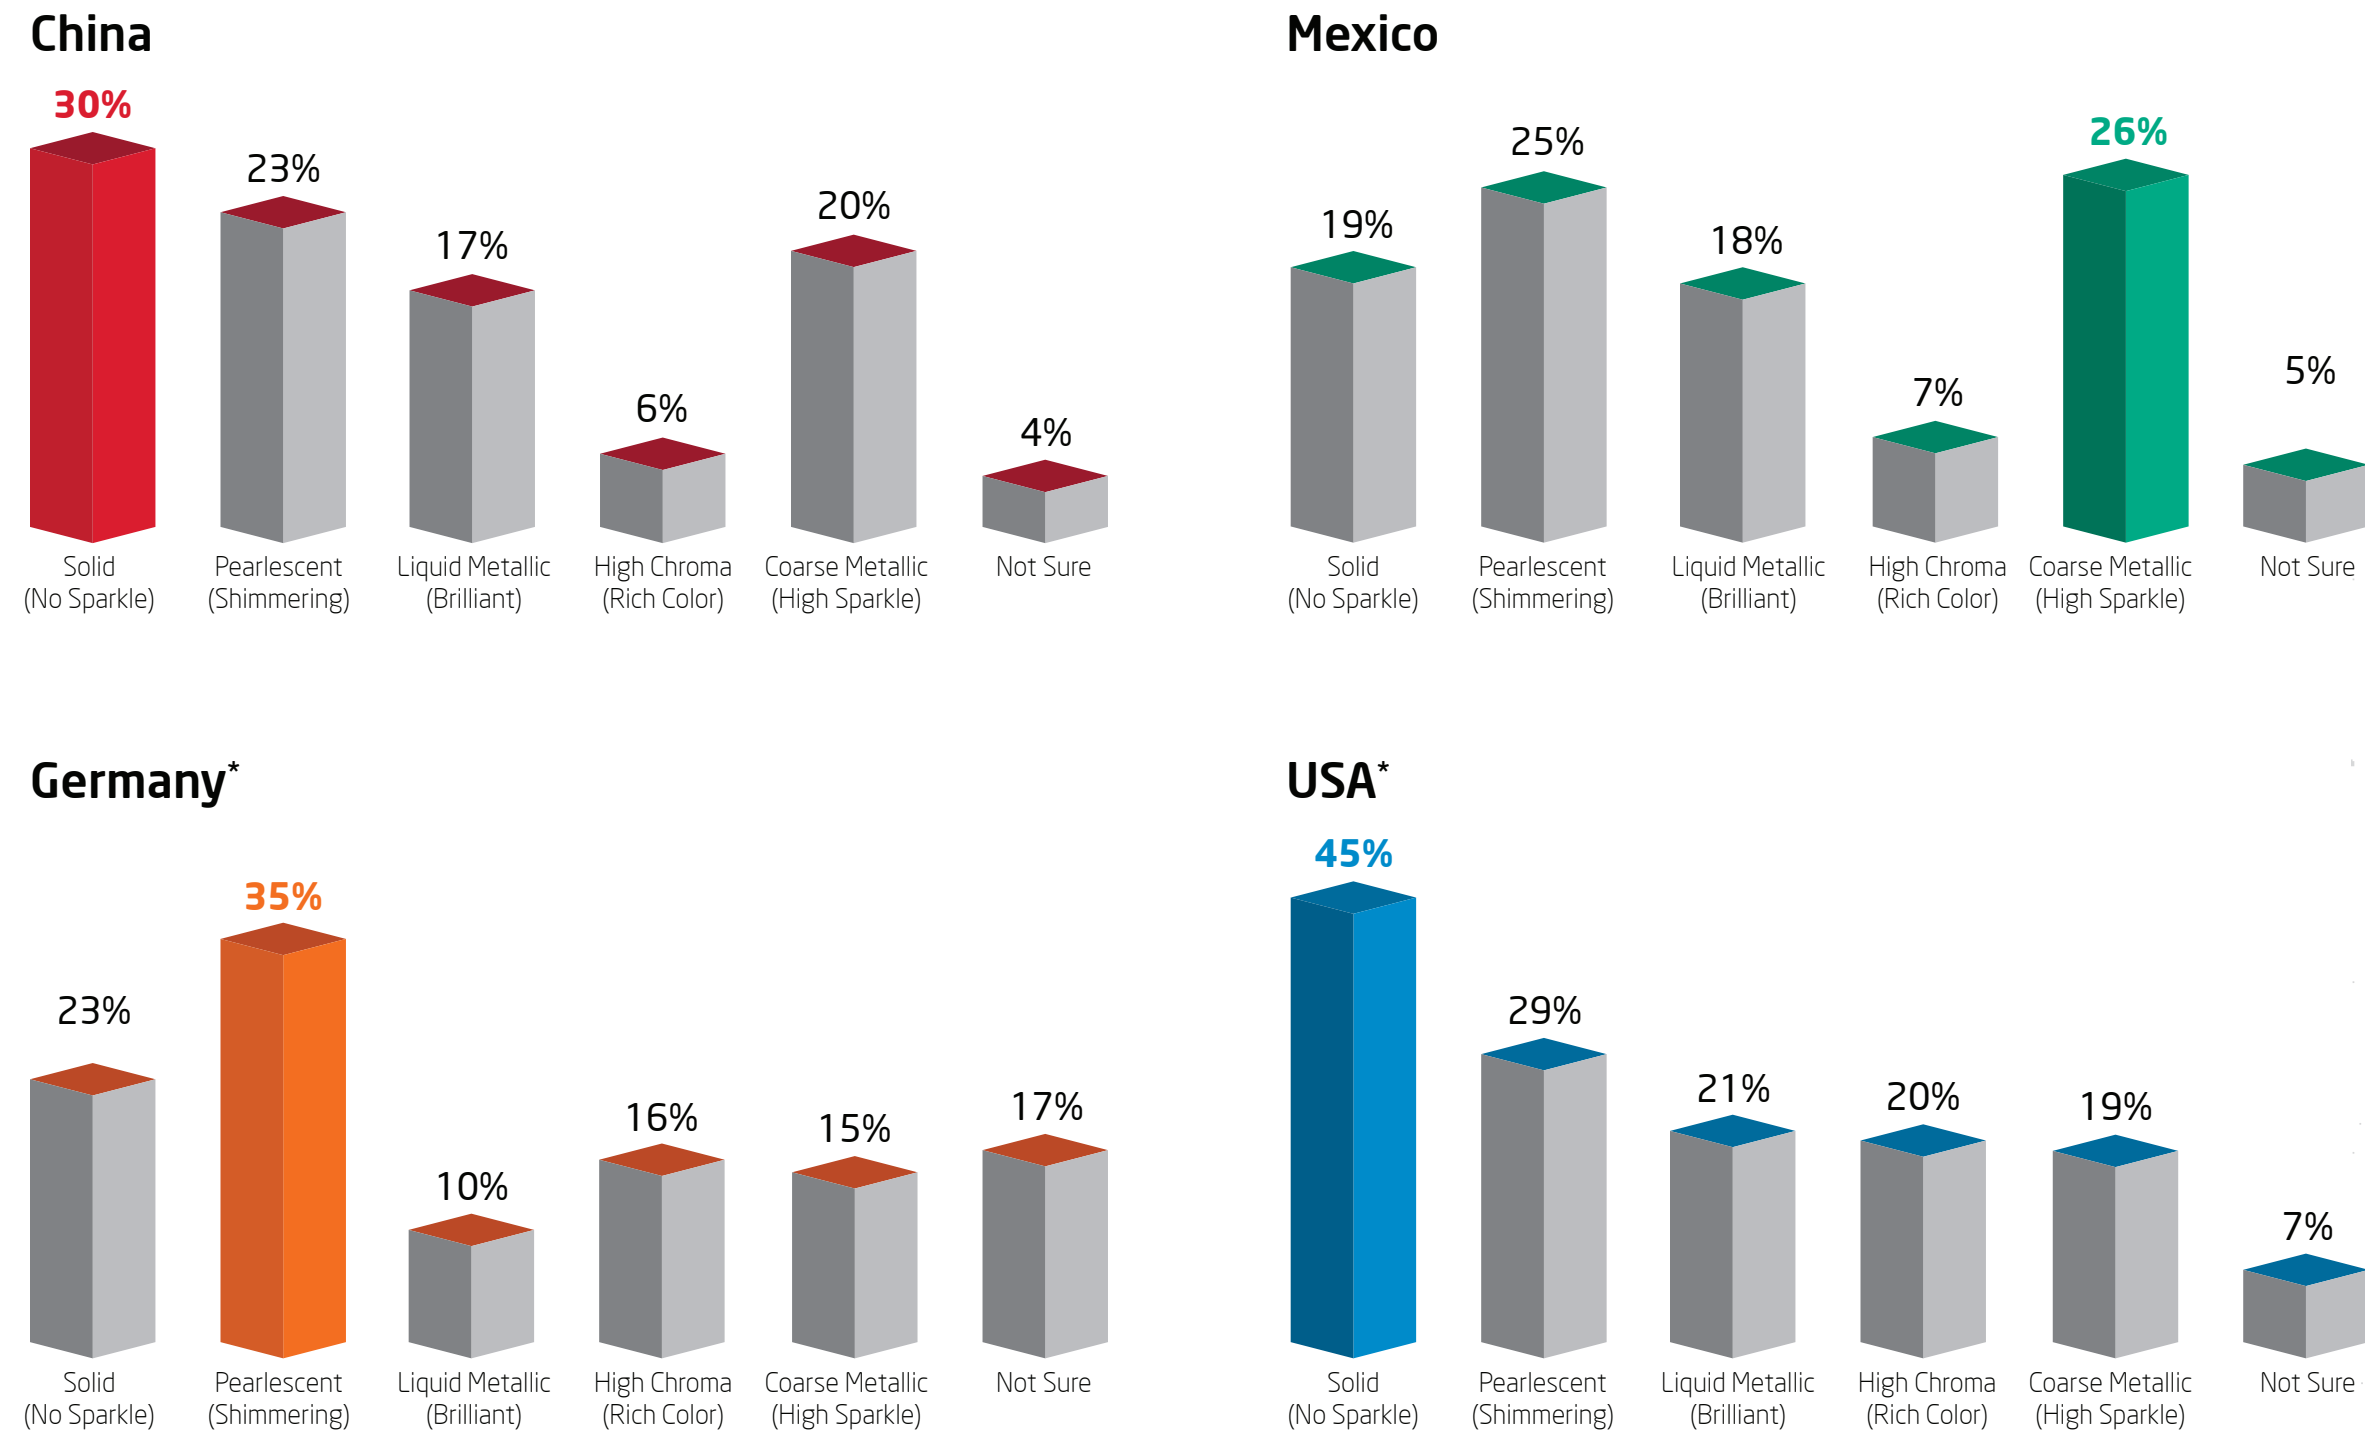 China
30%
23%
17%
6%
20%
4%
Solid
(No Sparkle)
Pearlescent
(Shimmering)
Liquid Metallic
(Brilliant)
High Chroma
(Rich Color)
Coarse Metallic
(High Sparkle)
Not Sure
Mexico
19%
25%
18%
7%
26%
5%
Solid
(No Sparkle)
Pearlescent
(Shimmering)
Liquid Metallic
(Brilliant)
High Chroma
(Rich Color)
Coarse Metallic
(High Sparkle)
Not Sure
Germany*
23%
35%
10%
16%
15%
17%
Solid
(No Sparkle)
Pearlescent
(Shimmering)
Liquid Metallic
(Brilliant)
High Chroma
(Rich Color)
Coarse Metallic
(High Sparkle)
Not Sure
USA*
45%
29%
21%
20%
19%
7%
Solid
(No Sparkle)
Pearlescent
(Shimmering)
Liquid Metallic
(Brilliant)
High Chroma
(Rich Color)
Coarse Metallic
(High Sparkle)
Not Sure